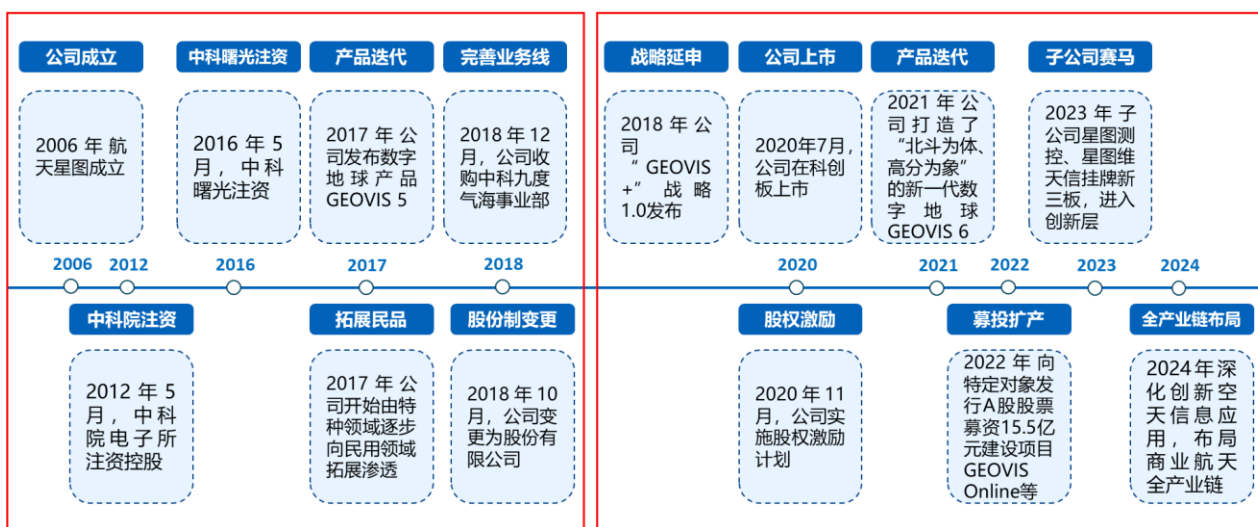 公司成立
中科曙光注资
产品迭代
完善业务线
战略延申
公司上市
产品迭代
子公司赛马
2006 年航
天星图成立
2016 年 5
月，中科
曙光注资
2017 年公
司发布数字
地球产品
GEOVIS 5
2018 年 12
月，公司收
购中科九度
气海事业部
2018 年公
司
“ GEOVIS
+” 战略
1.0发布
2020年7月，
公司在科创
板上市
2021 年公
司打造了
“北斗为体、
高分为象”
的新一代数
字地球
GEOVIS 6
2023 年子
公司星图测
控、星图维
天信挂牌新
三板，进入
创新层
2006
2012
2016
2017
2018
2020
2021
2022
2023
2024
中科院注资
拓展民品
股份制变更
股权激励
募投扩产
全产业链布局
2012 年 5
月，中科
院电子所
注资控股
2017 年公
司开始由特
种领域逐步
向民用领域
拓展渗透
2018 年 10
月，公司变
更为股份有
限公司
2020 年 11
月，公司实
施股权激励
计划
2022 年向
特定对象发
行A股股票
募资15.5亿
元建设项目
GEOVIS
Online等
2024年深
化创新空
天信息应
用，布局
商业航天
全产业链